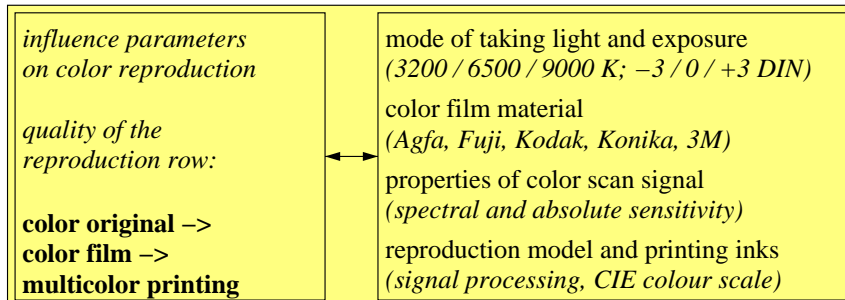 influence parameters
on color reproduction
quality of the
reproduction row:
color original −>
color film −>
multicolor printing
mode of taking light and exposure
(3200 / 6500 / 9000 K; −3 / 0 / +3 DIN)
color film material
(Agfa, Fuji, Kodak, Konika, 3M)
properties of color scan signal
(spectral and absolute sensitivity)
reproduction model and printing inks
(signal processing, CIE colour scale)